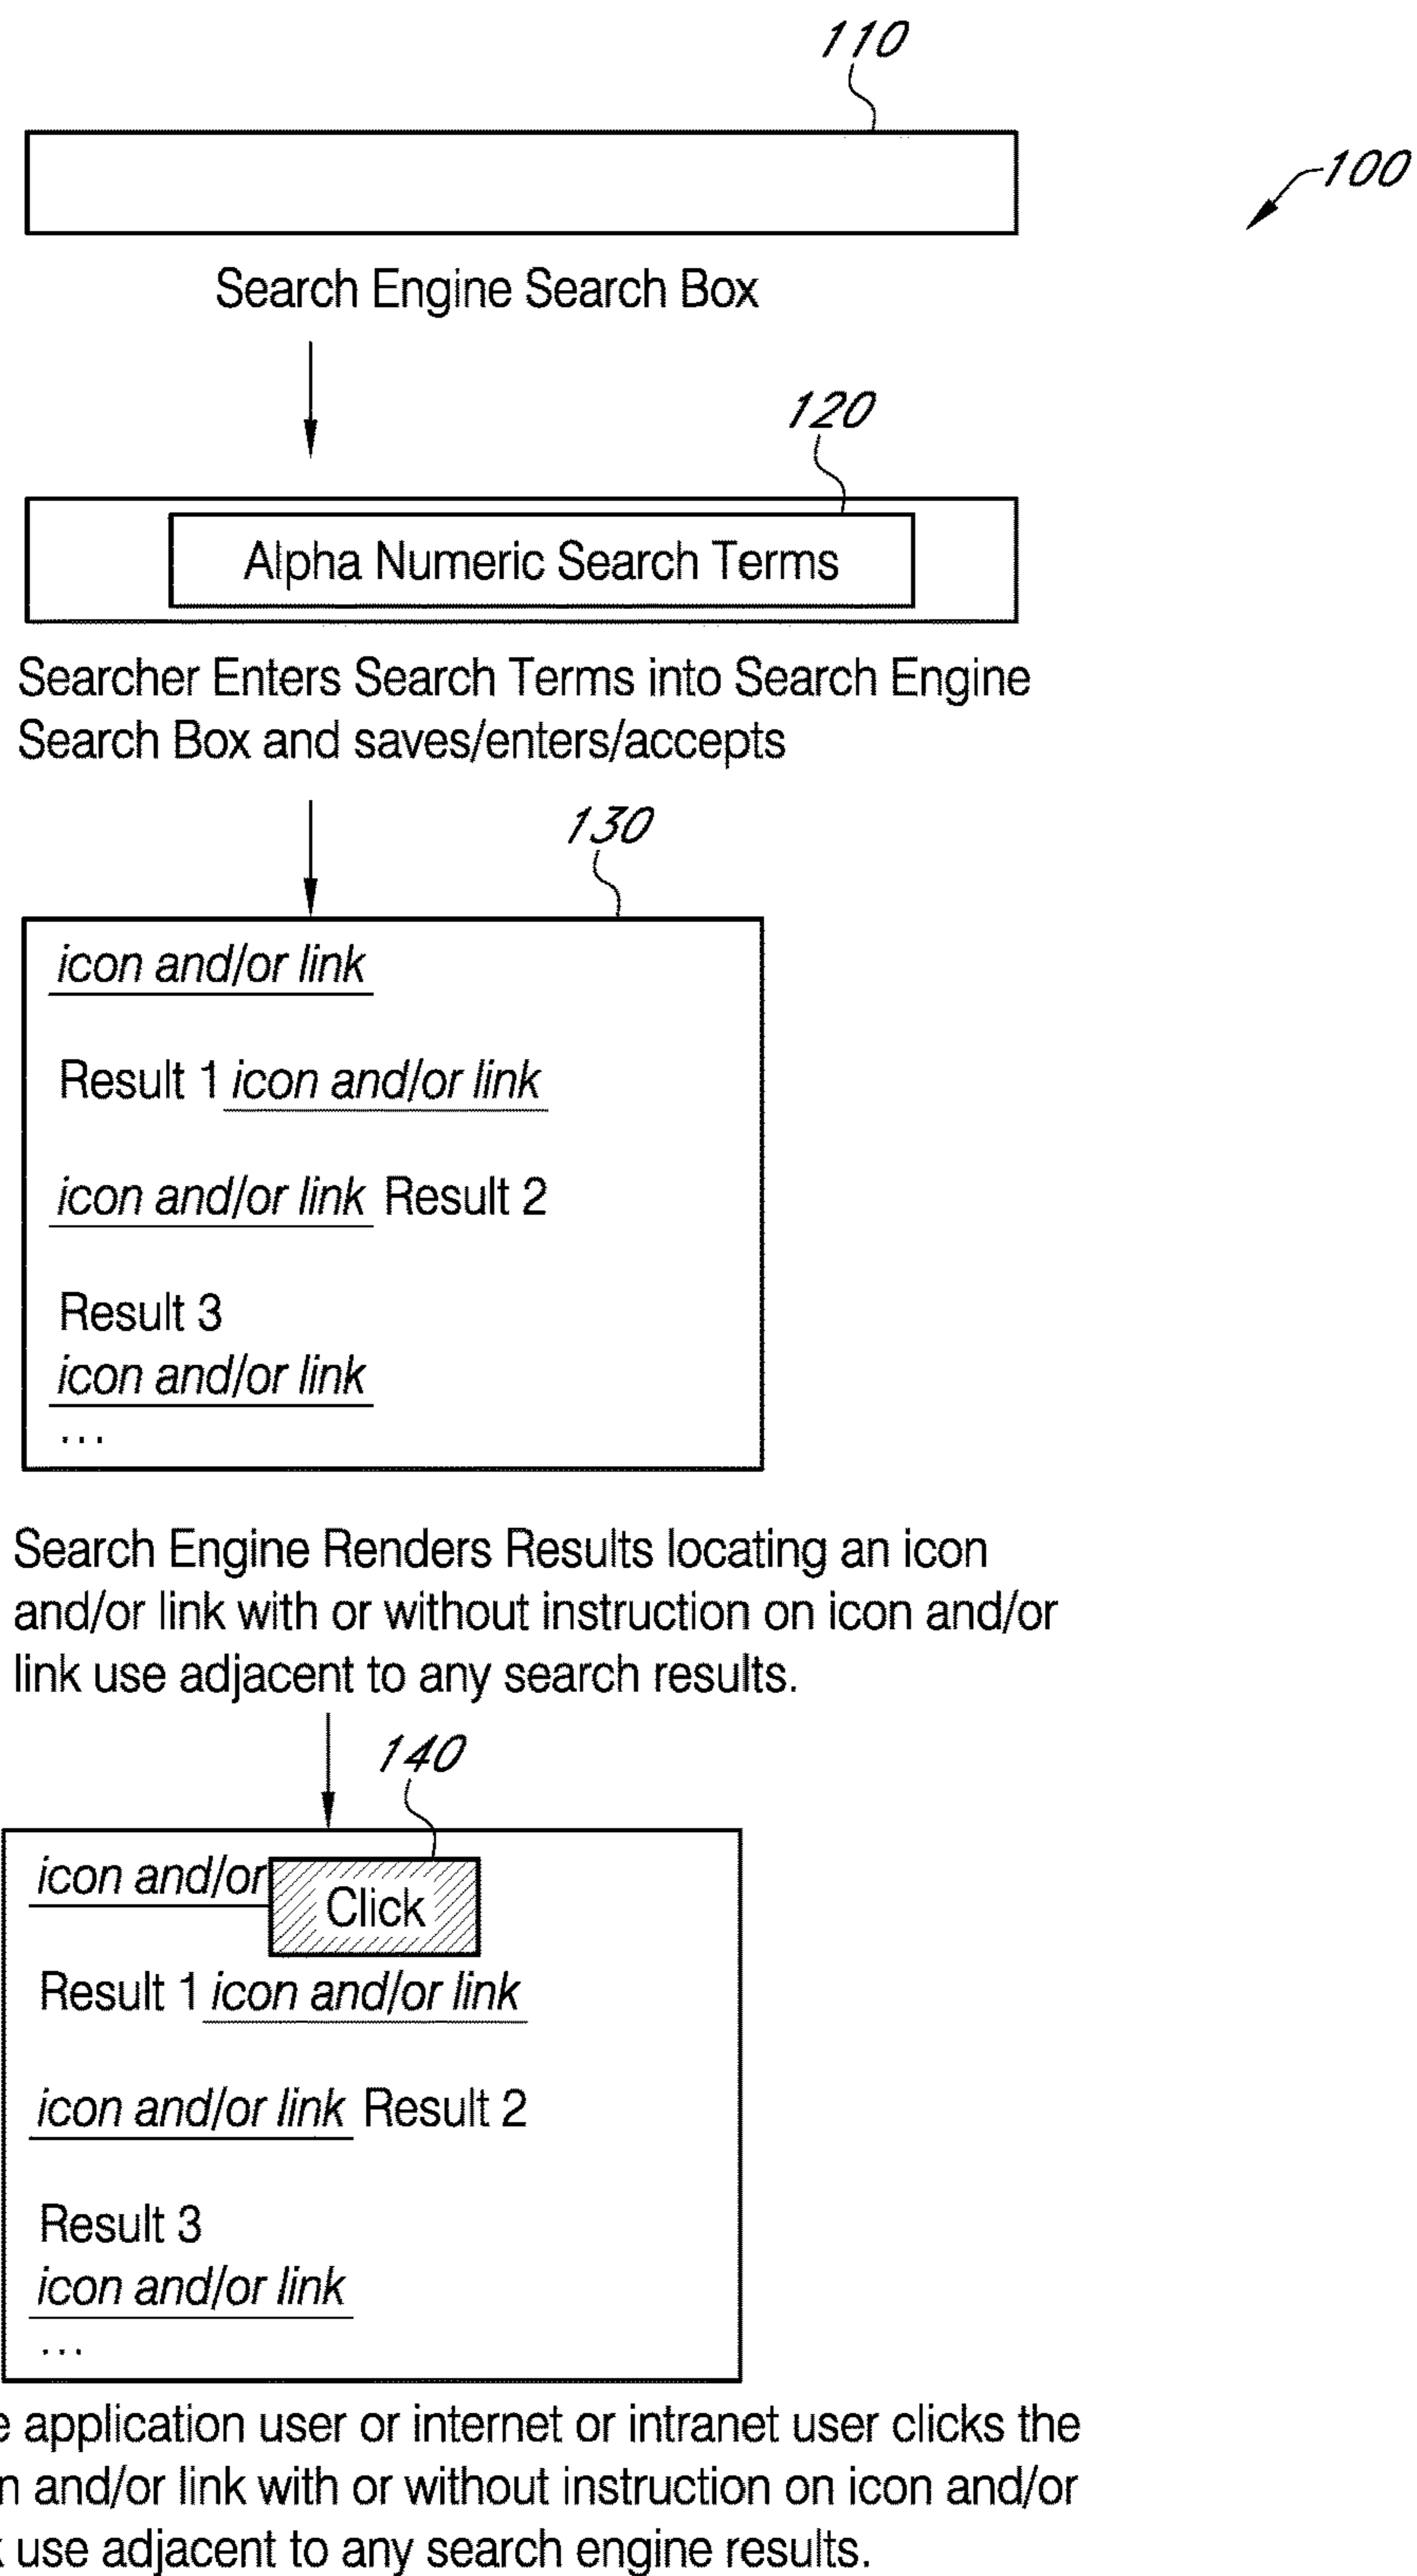 110
100
Search Engine Search Box
120
Alpha Numeric Search Terms
Searcher Enters Search Terms into Search Engine
Search Box and saves/enters/accepts
130
icon and/or link
Result 1 icon and/or link
icon and/or link Result 2
Result 3
icon and/or link
...
Search Engine Renders Results locating an icon
and/or link with or without instruction on icon and/or
link use adjacent to any search results.
140
icon and/or
Click
Result 1 icon and/or link
icon and/or link Result 2
Result 3
icon and/or link
...
application user or internet or intranet user clicks the
and/or link with or without instruction on icon and/or
use adjacent to any search engine results.